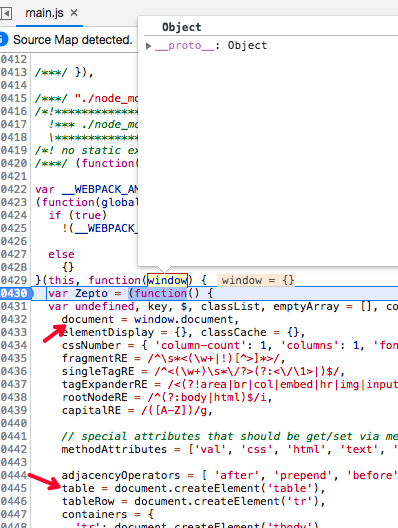 main.js ×
Object
▶ __proto__: Object
Source Map detected.
0412
0413 /***/ }),
0414
0415 /***/ "./node_mo
0416 /*!*************
0417   !*** ./node_mo
0418   \*************
0419 /*! no static ex
0420 /***/ (function(
0421
0422 var __WEBPACK_AM
0423 (function(global
0424   if (true)
0425     !(__WEBPACK_
0426
0427   else
0428     {}
0429 }(this, function(window) { window = {}
0430   var Zepto = (function() {
0431   var undefined, key, $, classList, emptyArray = [], co
0432     document = window.document,
0433     elementDisplay = {}, classCache = {},
0434     cssNumber = { 'column-count': 1, 'columns': 1, 'fon
0435     fragmentRE = /^\s*<(\w+|!)[^>]*>/,
0436     singleTagRE = /^<(\w+)\s*\/?>(?:<\/\1>|)$/,
0437     tagExpanderRE = /<(?!area|br|col|embed|hr|img|input
0438     rootNodeRE = /^(?:body|html)$/i,
0439     capitalRE = /([A-Z])/g,
0440
0441     // special attributes that should be get/set via me
0442     methodAttributes = ['val', 'css', 'html', 'text', '
0443
0444     adjacencyOperators = [ 'after', 'prepend', 'before'
0445     table = document.createElement('table'),
0446     tableRow = document.createElement('tr'),
0447     containers = {
0448       'tr': document.createElement('tbody')